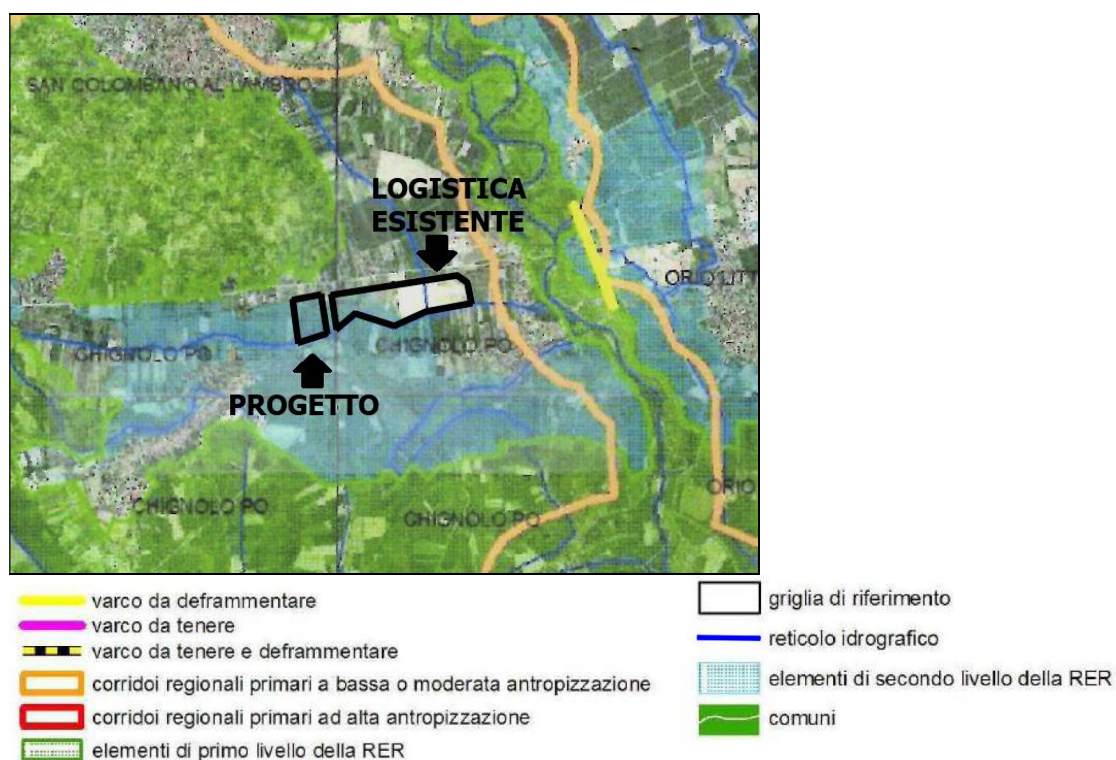 SAN COLOMBANO AL LAMBRO
LOGISTICA
ESISTENTE
ORIO LITT
CHIGNOLO PO
CHIGNOLO PO
PROGETTO
CHIGNOLO PO
CHIGNOLO PO
ORIO
varco da deframmentare
varco da tenere
varco da tenere e deframmentare
corridoi regionali primari a bassa o moderata antropizzazione
corridoi regionali primari ad alta antropizzazione
elementi di primo livello della RER
griglia di riferimento
reticolo idrografico
elementi di secondo livello della RER
comuni